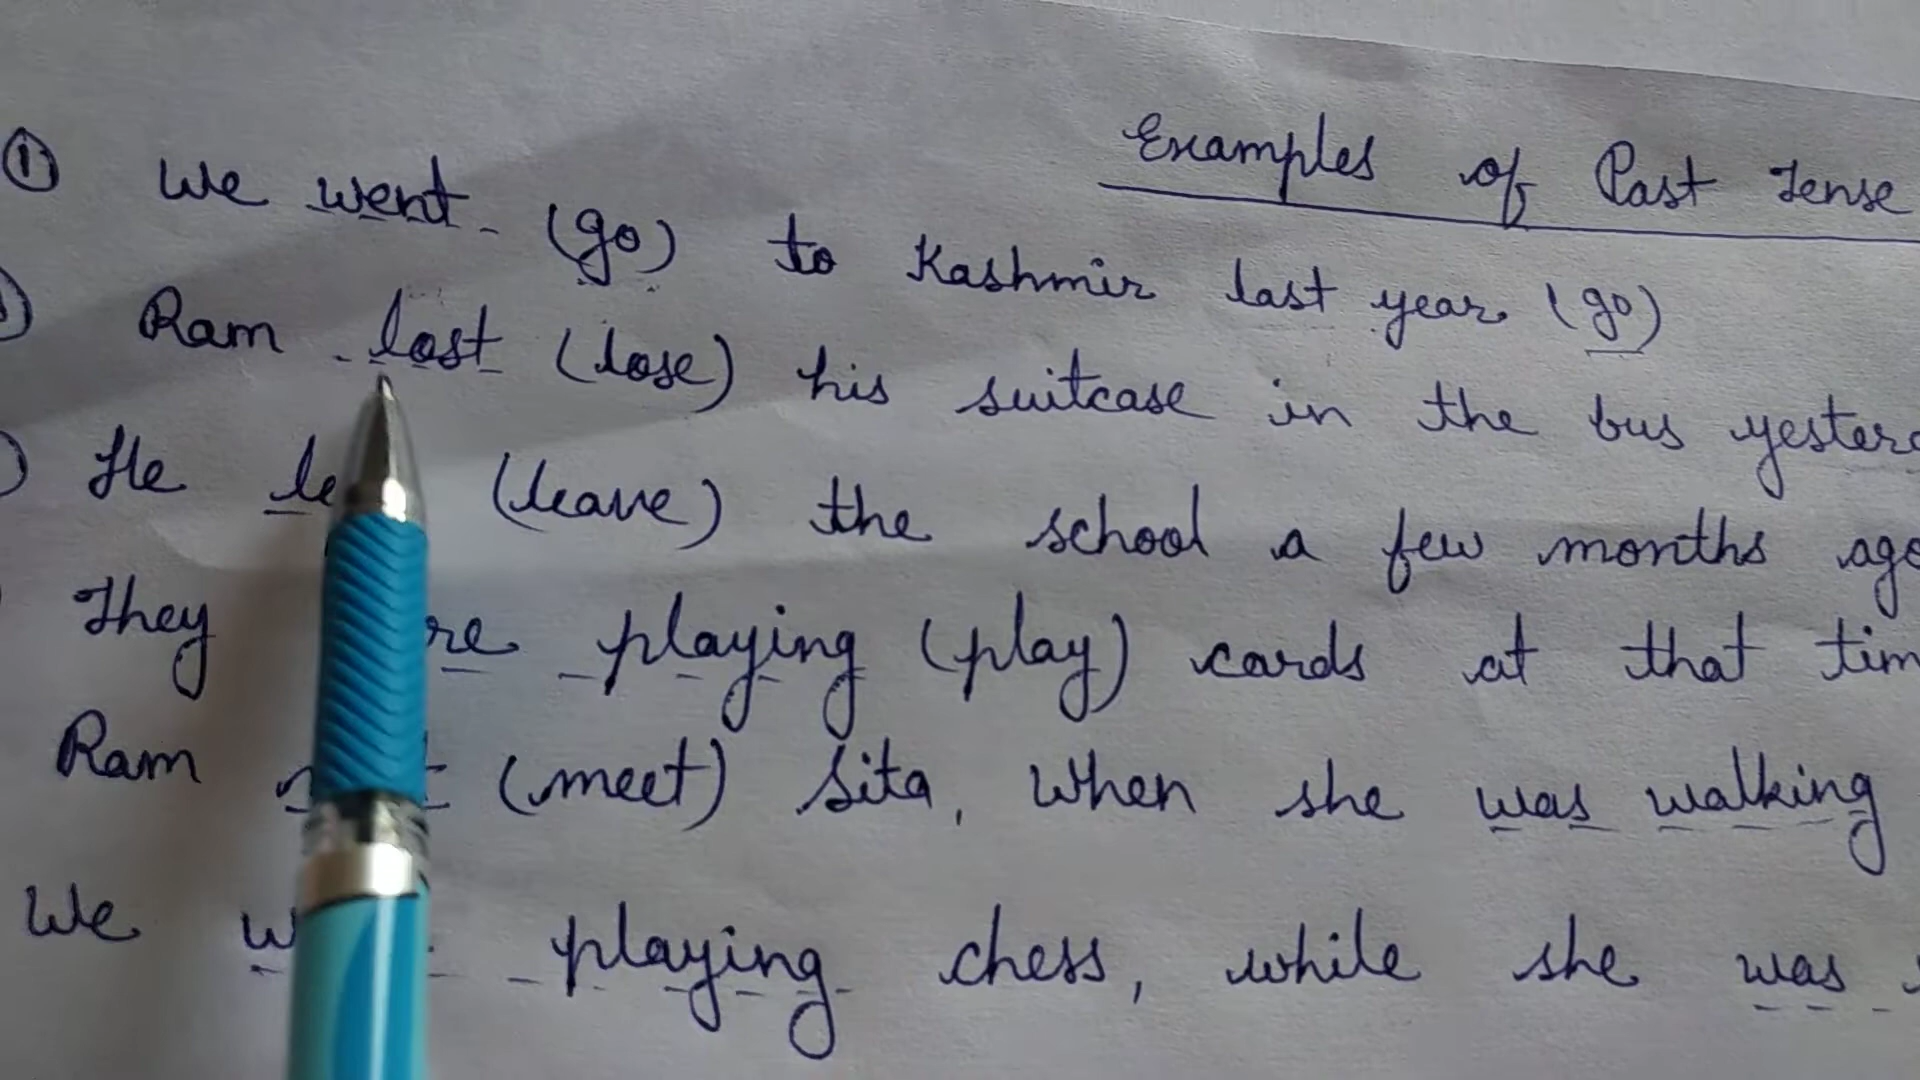 Examples of Past Tense
① We went (go) to Kashmir last year (go)
Ram lost (lose) his suitcase in the bus
He (leave) the school a few months
They playing (play) cards at that
Ram (meet) Sita, when she was walking
We playing chess, while she was